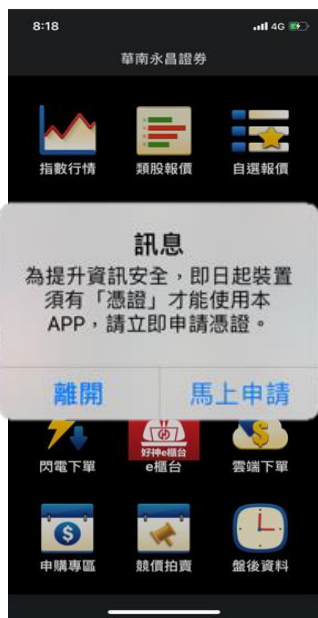 8:18
4G
華南永昌證券
指數行情
類股報價
自選報價
訊息
為提升資訊安全，即日起裝置
須有「憑證」才能使用本
APP，請立即申請憑證。
離開
馬上申請
好神e櫃台
閃電下單
e櫃台
雲端下單
申購專區
競價拍賣
盤後資料